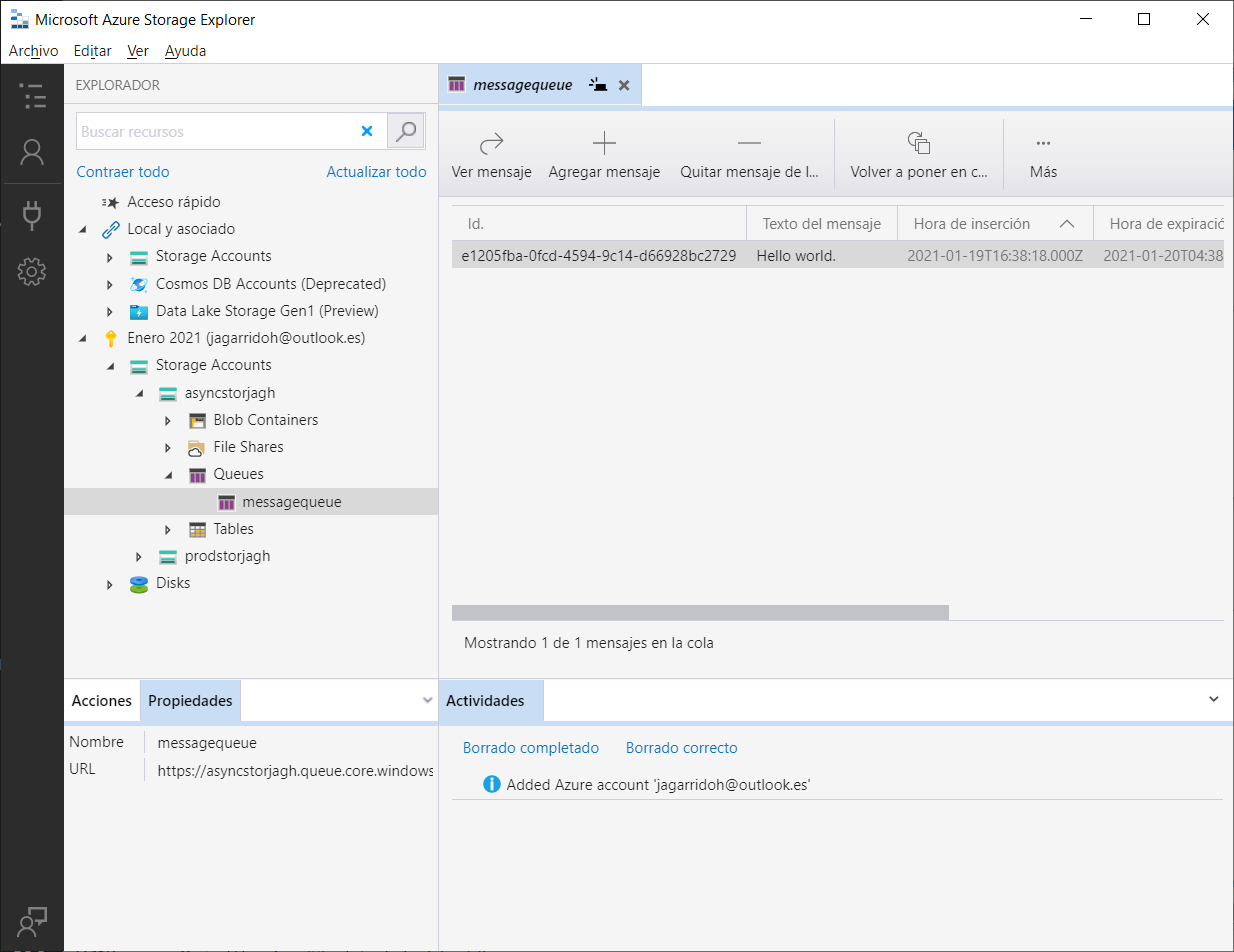 Microsoft Azure Storage Explorer
Archivo Editar Ver Ayuda
EXPLORADOR
Buscar recursos
Contraer todo Actualizar todo
Acceso rápido
Local y asociado
Storage Accounts
Cosmos DB Accounts (Deprecated)
Data Lake Storage Gen1 (Preview)
Enero 2021 (jagarridoh@outlook.es)
Storage Accounts
asyncstorjagh
Blob Containers
File Shares
Queues
messagequeue
Tables
prodstorjagh
Disks
messagequeue
Ver mensaje Agregar mensaje Quitar mensaje de l... Volver a poner en c... Más
Id. Texto del mensaje Hora de inserción Hora de expiració
e1205fba-0fcd-4594-9c14-d66928bc2729 Hello world. 2021-01-19T16:38:18.000Z 2021-01-20T04:38
Mostrando 1 de 1 mensajes en la cola
Acciones Propiedades
Nombre messagequeue
URL https://asyncstorjagh.queue.core.windows
Actividades
Borrado completado Borrado correcto
Added Azure account 'jagarridoh@outlook.es'